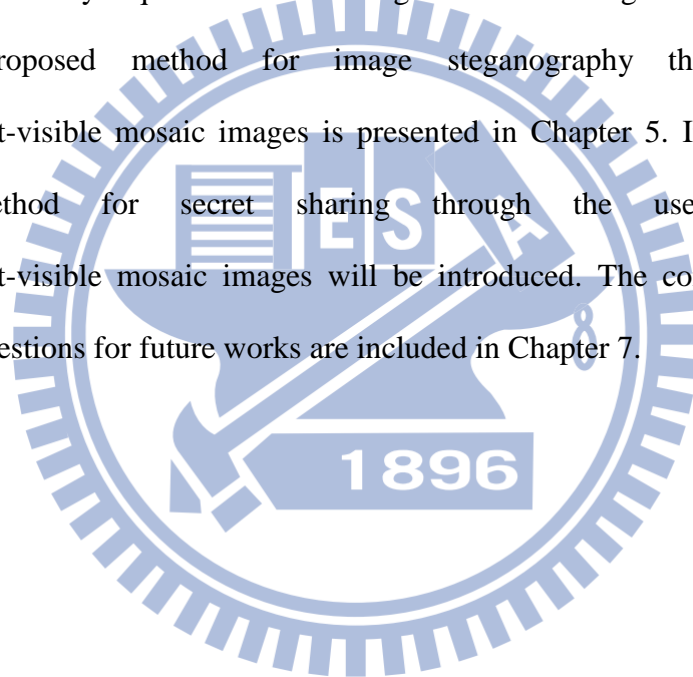 roposed method for image steganography th
t-visible mosaic images is presented in Chapter 5. I
ethod for secret sharing through the use
t-visible mosaic images will be introduced. The co
estions for future works are included in Chapter 7.
E S A
1896